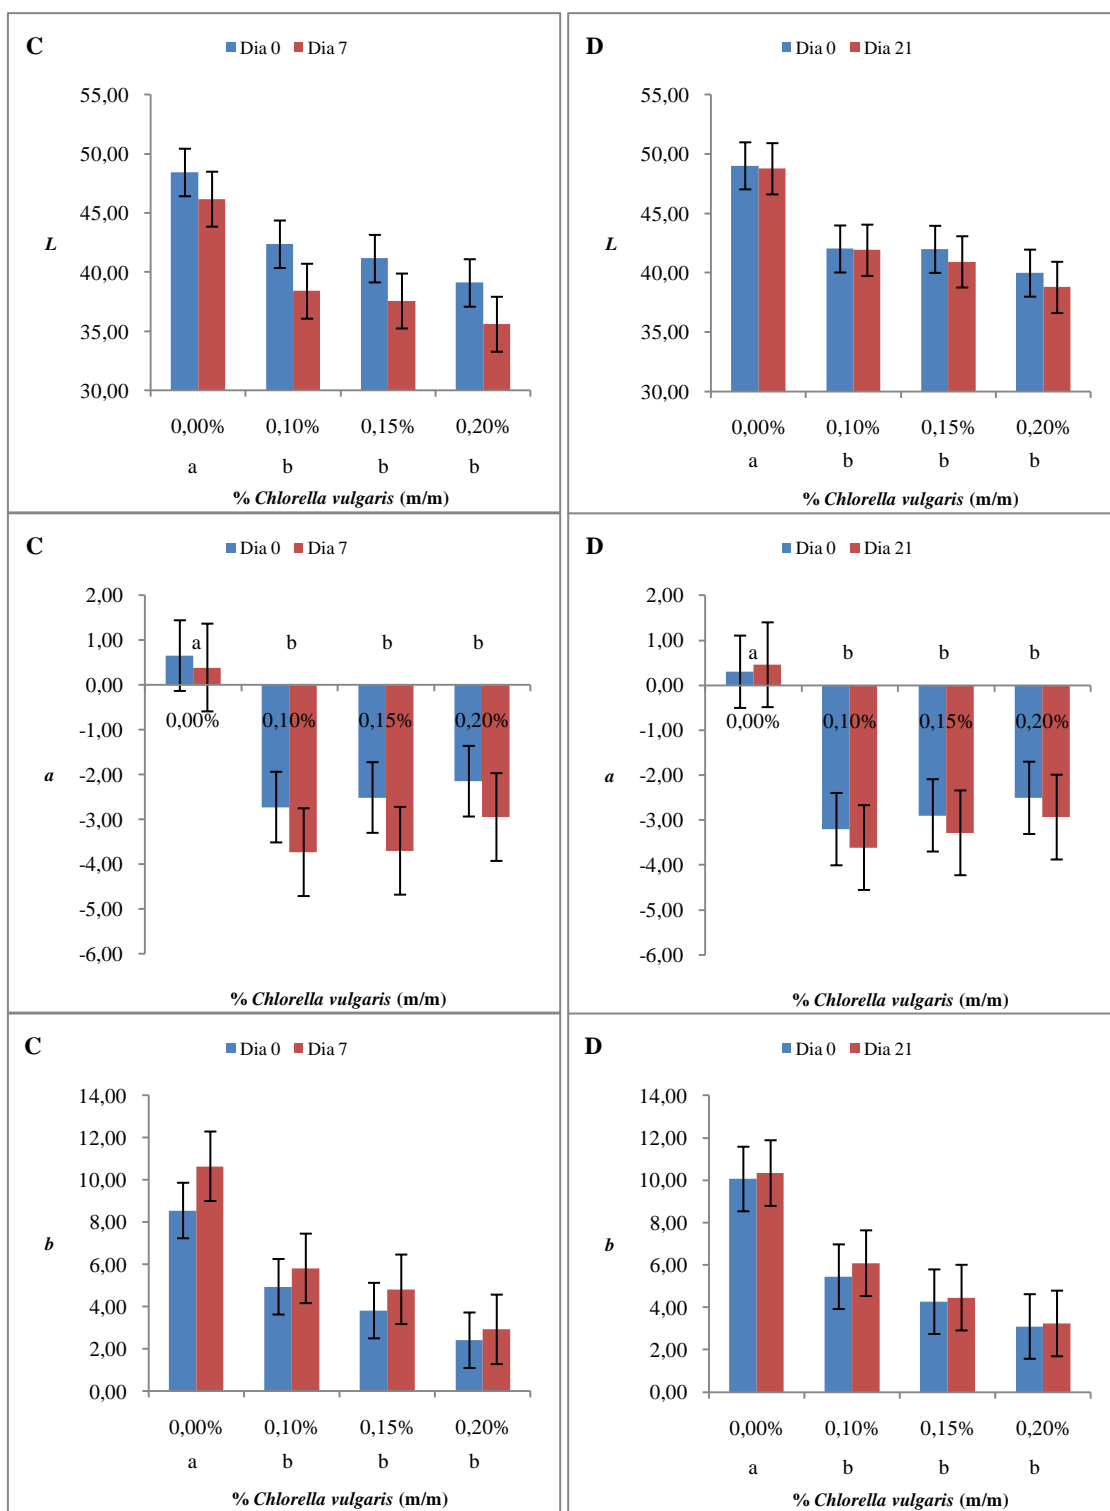 C
Dia 0 Dia 7
55,00
50,00
45,00
L
40,00
35,00
30,00
0,00% 0,10% 0,15% 0,20%
a b b b
% Chlorella vulgaris (m/m)
D
Dia 0 Dia 21
55,00
50,00
45,00
L
40,00
35,00
30,00
0,00% 0,10% 0,15% 0,20%
a b b b
% Chlorella vulgaris (m/m)
C
Dia 0 Dia 7
2,00
1,00
a b b b
0,00
0,00% 0,10% 0,15% 0,20%
-1,00
-2,00
a
-3,00
-4,00
-5,00
-6,00
% Chlorella vulgaris (m/m)
D
Dia 0 Dia 21
2,00
1,00
a b b b
0,00
0,00% 0,10% 0,15% 0,20%
-1,00
-2,00
a
-3,00
-4,00
-5,00
-6,00
% Chlorella vulgaris (m/m)
C
Dia 0 Dia 7
14,00
12,00
10,00
8,00
b
6,00
4,00
2,00
0,00
0,00% 0,10% 0,15% 0,20%
a b b b
% Chlorella vulgaris (m/m)
D
Dia 0 Dia 21
14,00
12,00
10,00
8,00
b
6,00
4,00
2,00
0,00
0,00% 0,10% 0,15% 0,20%
a b b b
% Chlorella vulgaris (m/m)